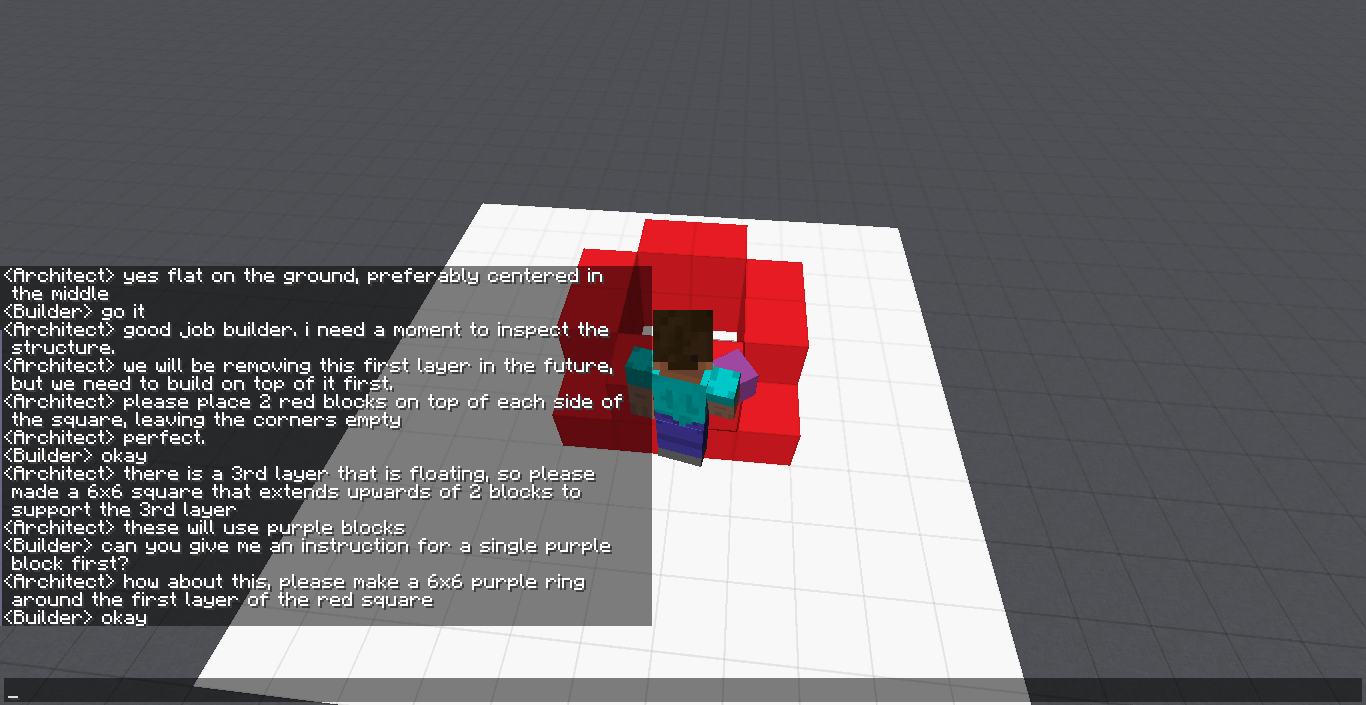 <Architect> yes flat on the ground, preferably centered in
the middle
<Builder> go it
<Architect> good job builder. i need a moment to inspect the
structure.
<Architect> we will be removing this first layer in the future,
but we need to build on top of it first.
<Architect> please place 2 red blocks on top of each side of
the square, leaving the corners empty
<Architect> perfect.
<Builder> okay
<Architect> there is a 3rd layer that is floating, so please
made a 6x6 square that extends upwards of 2 blocks to
support the 3rd layer
<Architect> these will use purple blocks
<Builder> can you give me an instruction for a single purple
block first?
<Architect> how about this, please make a 6x6 purple ring
around the first layer of the red square
<Builder> okay
_